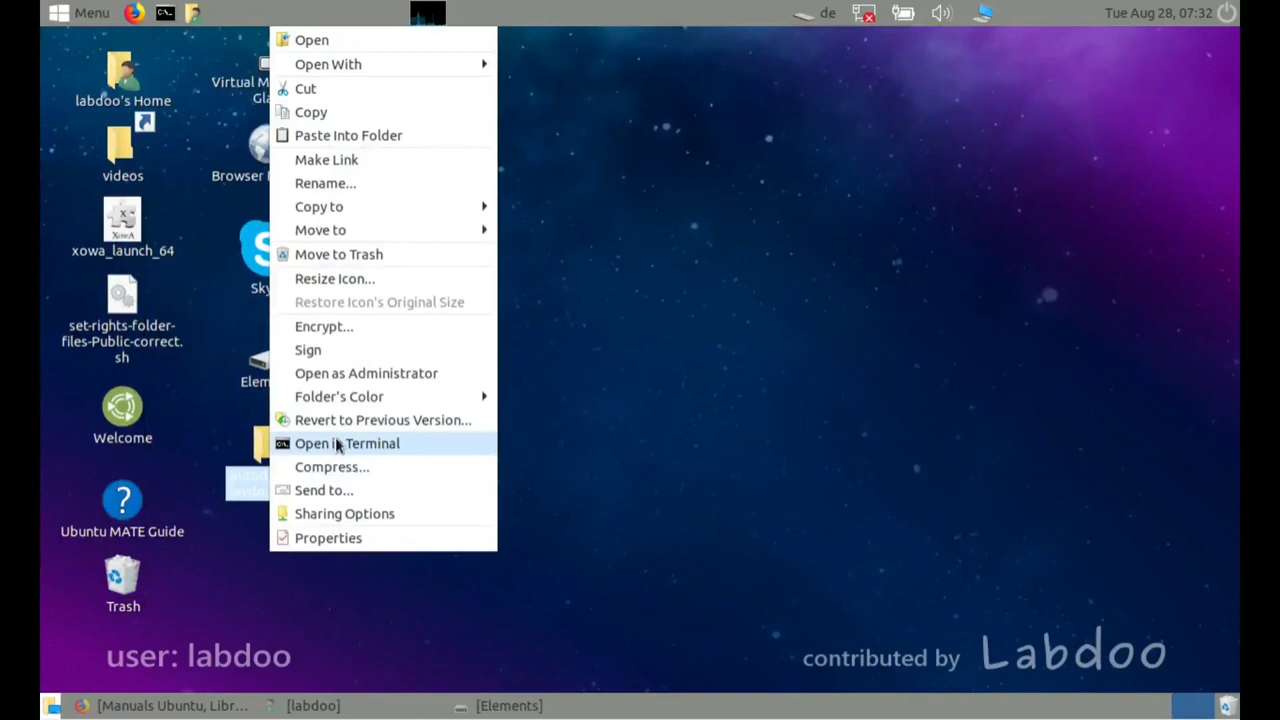 Menu
de
Tue Aug 28, 07:32
labdoo's Home
videos
xowa_launch_64
set-rights-folder-
files-Public-correct.
sh
Welcome
Ubuntu MATE Guide
Trash
Virtual M
Gl
Browser
Sky
Elem
Open
Open With
Cut
Copy
Paste Into Folder
Make Link
Rename...
Copy to
Move to
Move to Trash
Resize Icon...
Restore Icon's Original Size
Encrypt...
Sign
Open as Administrator
Folder's Color
Revert to Previous Version...
Open in Terminal
Compress...
Send to...
Sharing Options
Properties
user: labdoo
contributed by Labdoo
[Manuals Ubuntu, Libr...
[labdoo]
[Elements]